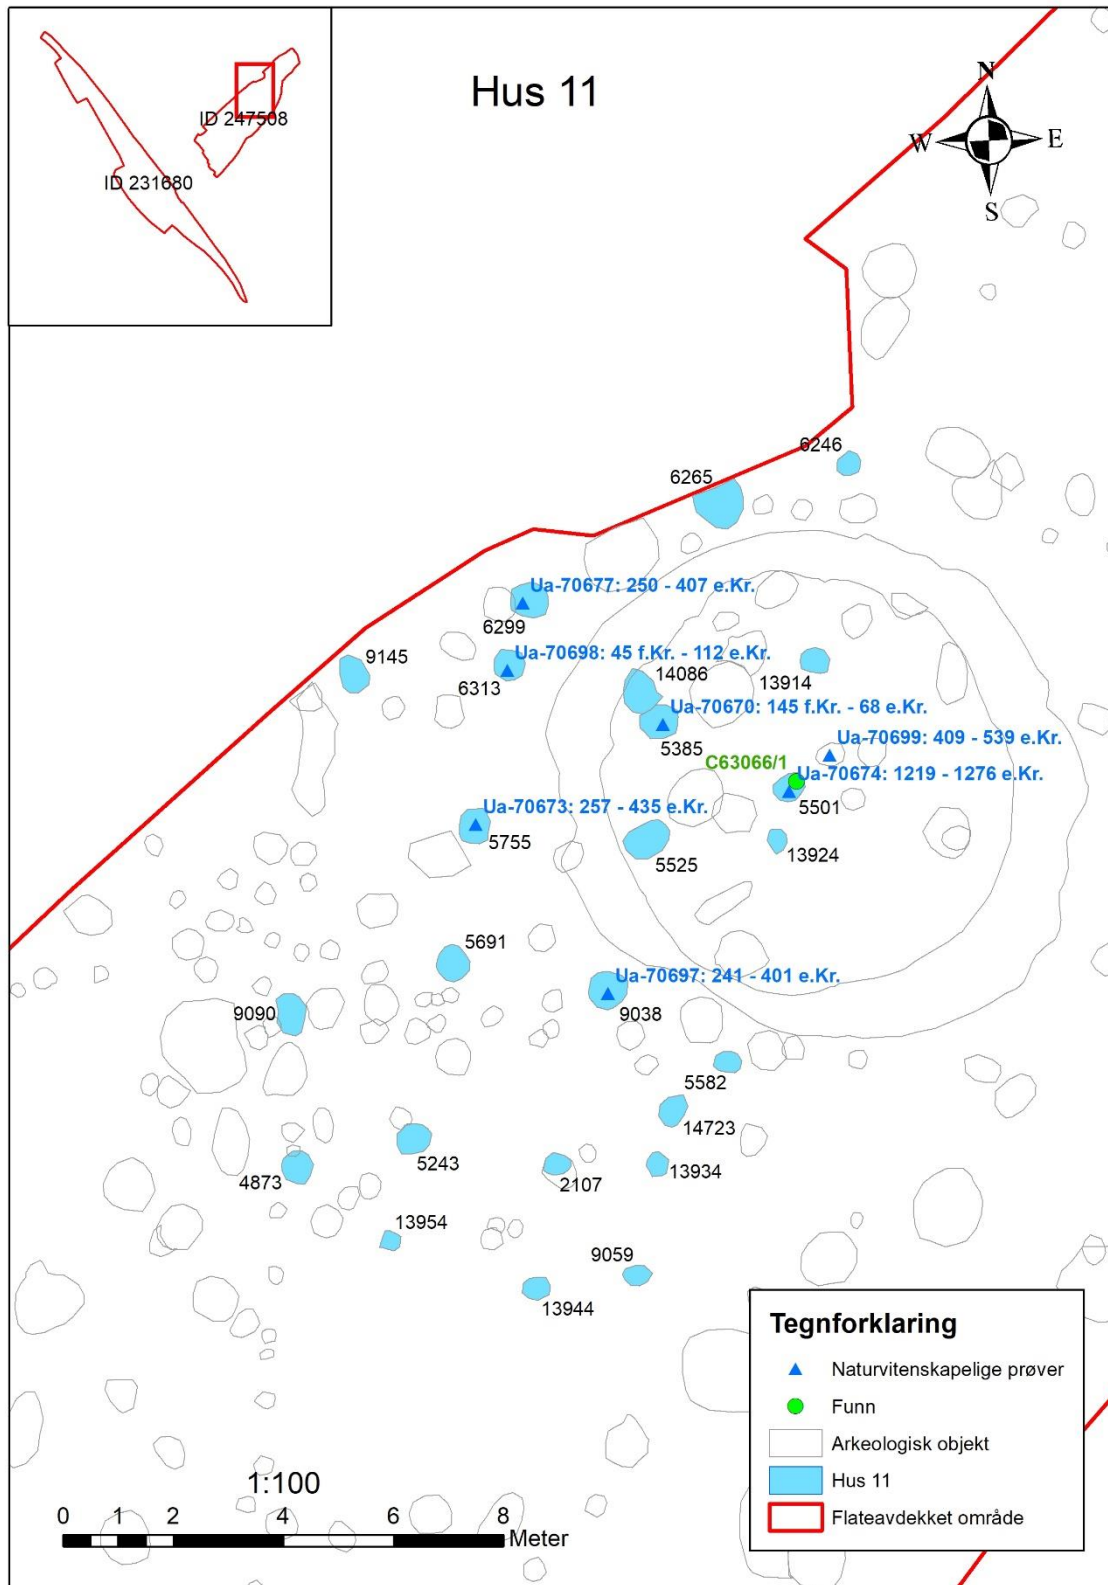 Hus 11
ID 247508
ID 231680
N
W
E
S
6246
6265
Ua-70677: 250 - 407 e.Kr.
6299
Ua-70698: 45 f.Kr. - 112 e.Kr.
9145
6313
14086
13914
Ua-70670: 145 f.Kr. - 68 e.Kr.
5385
Ua-70699: 409 - 539 e.Kr.
C63066/1
Ua-70674: 1219 - 1276 e.Kr.
5501
Ua-70673: 257 - 435 e.Kr.
5755
5525
13924
5691
Ua-70697: 241 - 401 e.Kr.
9090
9038
5582
14723
5243
4873
2107
13934
13954
9059
13944
Tegnforklaring
Naturvitenskapelige prøver
Funn
Arkeologisk objekt
Hus 11
Flateavdekket område
1:100
0 1 2 4 6 8
Meter